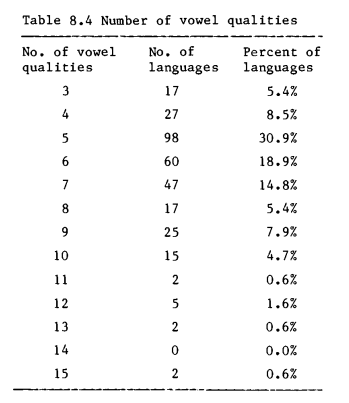 Table 8.4 Number of vowel qualities
No. of vowel No. of Percent of
qualities languages languages
3 17 5.4%
4 27 8.5%
5 98 30.9%
6 60 18.9%
7 47 14.8%
8 17 5.4%
9 25 7.9%
10 15 4.7%
11 2 0.6%
12 5 1.6%
13 2 0.6%
14 0 0.0%
15 2 0.6%